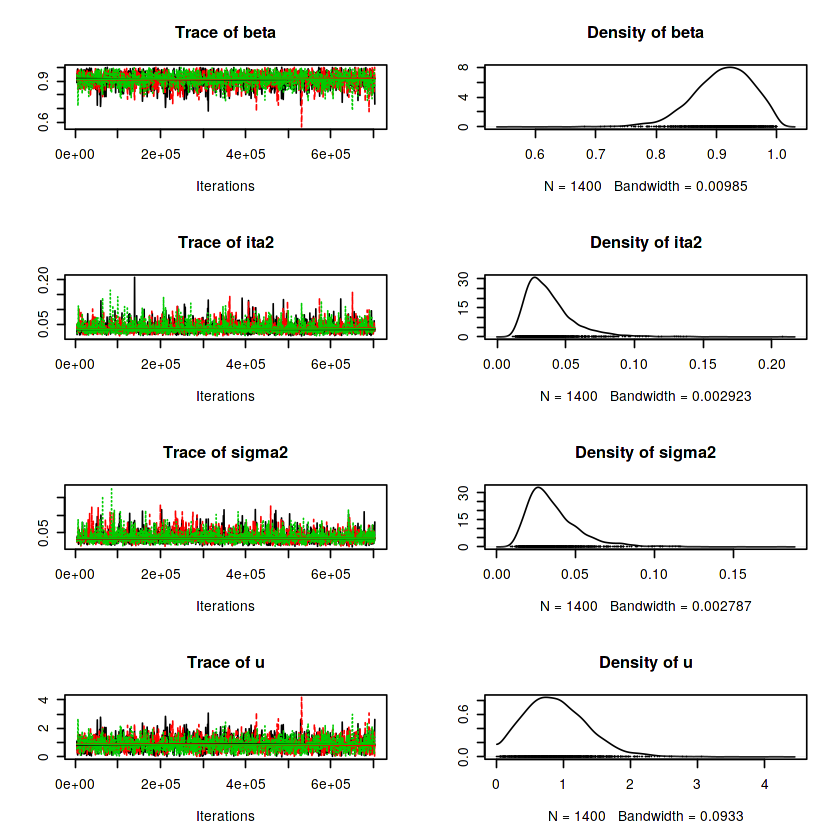 Trace of beta
0.6 0.9
0e+00 2e+05 4e+05 6e+05
Iterations
Density of beta
0 4 8
0.6 0.7 0.8 0.9 1.0
N = 1400 Bandwidth = 0.00985
Trace of ita2
0.05 0.20
0e+00 2e+05 4e+05 6e+05
Iterations
Density of ita2
0 15 30
0.00 0.05 0.10 0.15 0.20
N = 1400 Bandwidth = 0.002923
Trace of sigma2
0.05
0e+00 2e+05 4e+05 6e+05
Iterations
Density of sigma2
0 15 30
0.00 0.05 0.10 0.15
N = 1400 Bandwidth = 0.002787
Trace of u
0 2 4
0e+00 2e+05 4e+05 6e+05
Iterations
Density of u
0.0 0.6
0 1 2 3 4
N = 1400 Bandwidth = 0.0933